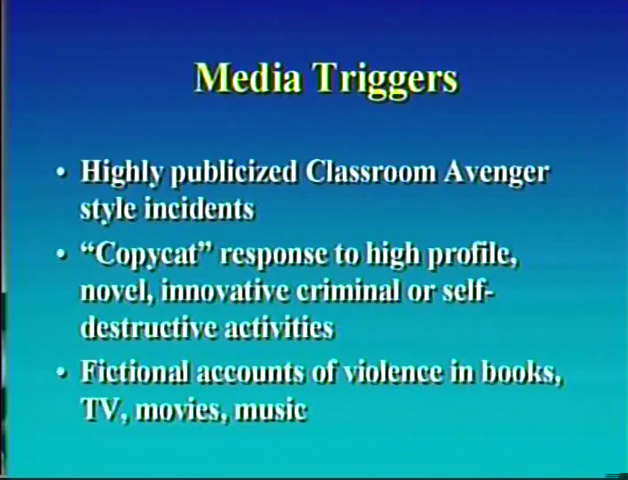 Media Triggers
• Highly publicized Classroom Avenger
style incidents
• “Copycat” response to high profile,
novel, innovative criminal or self-
destructive activities
• Fictional accounts of violence in books,
TV, movies, music